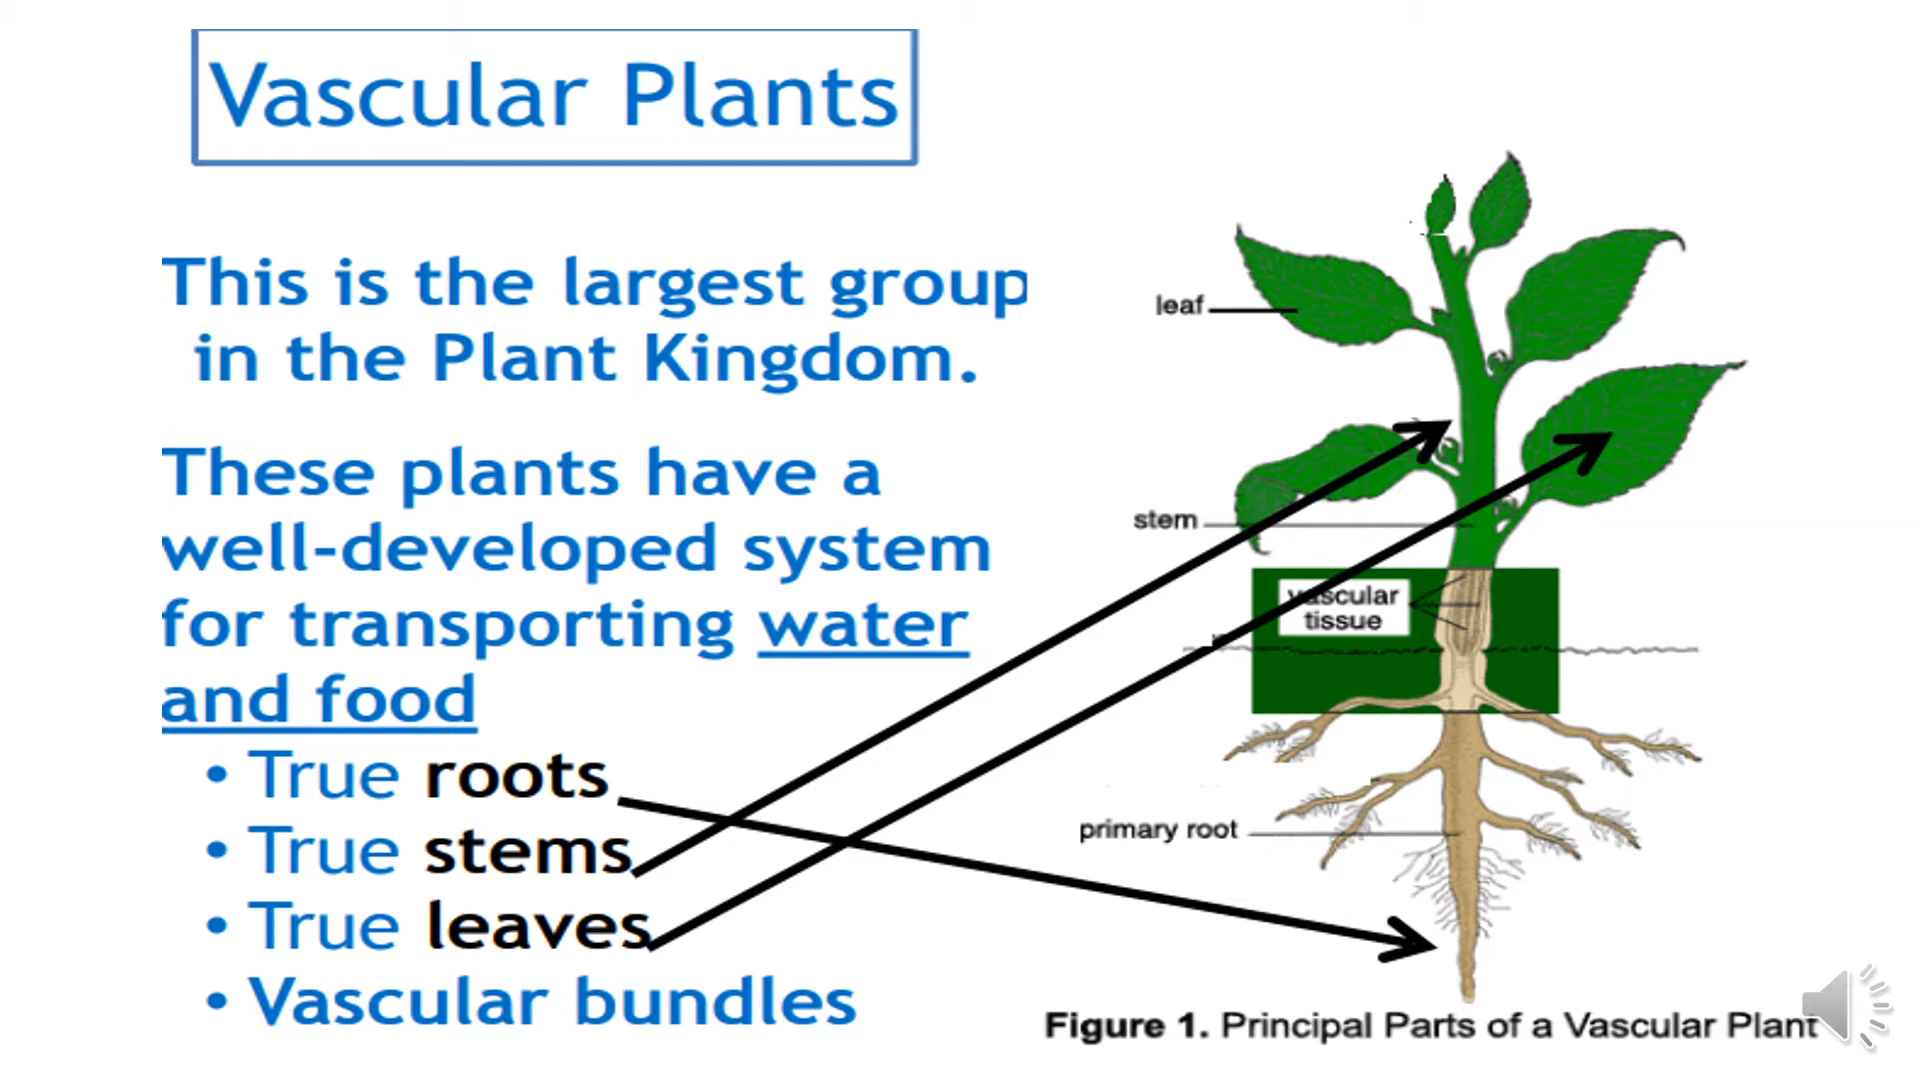 Vascular Plants
This is the largest group
in the Plant Kingdom.
These plants have a
well-developed system
for transporting water
and food
• True roots
• True stems
• True leaves
• Vascular bundles
leaf
stem
vascular
tissue
primary root
Figure 1. Principal Parts of a Vascular Plant